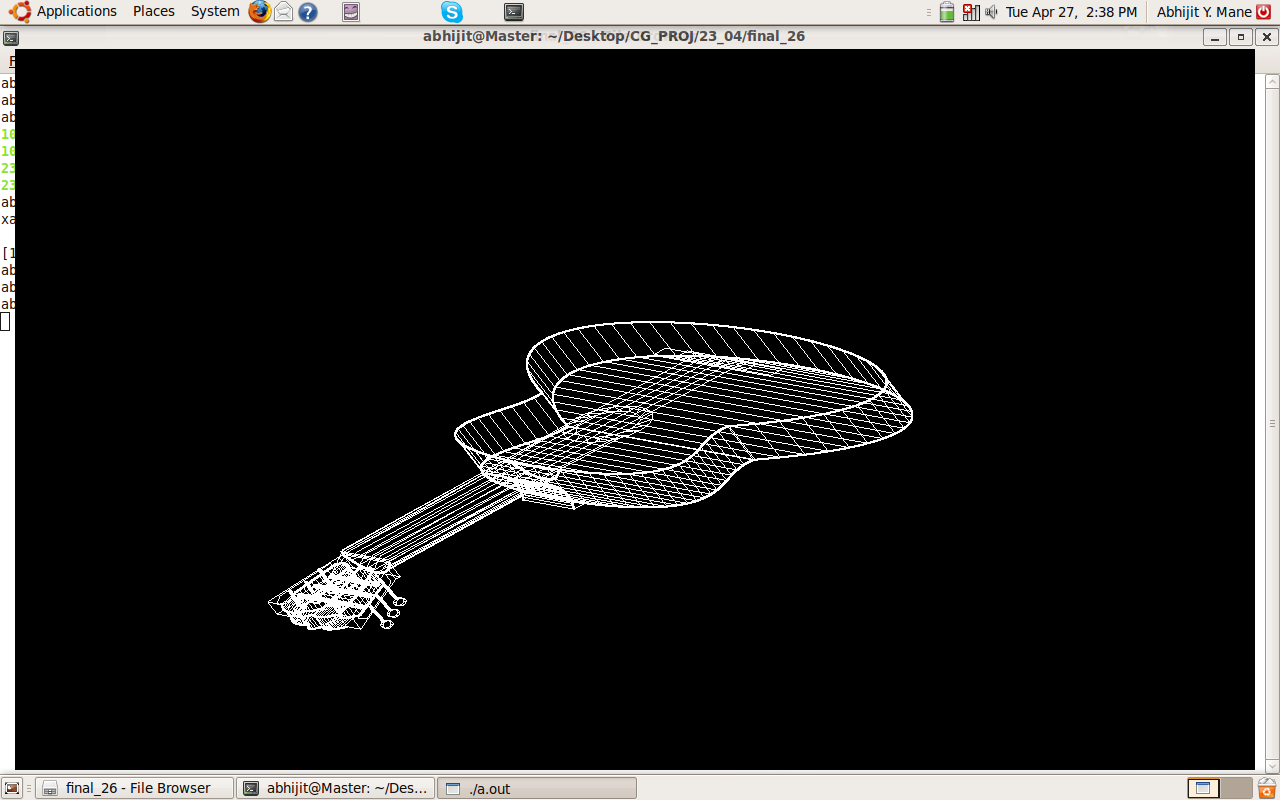 Applications Places System Tue Apr 27, 2:38 PM Abhijit Y. Mane
abhijit@Master: ~/Desktop/CG_PROJ/23_04/final_26
F
ab
ab
ab
10
10
23
23
ab
xa
[1
ab
ab
ab
final_26 - File Browser abhijit@Master: ~/Des... ./a.out